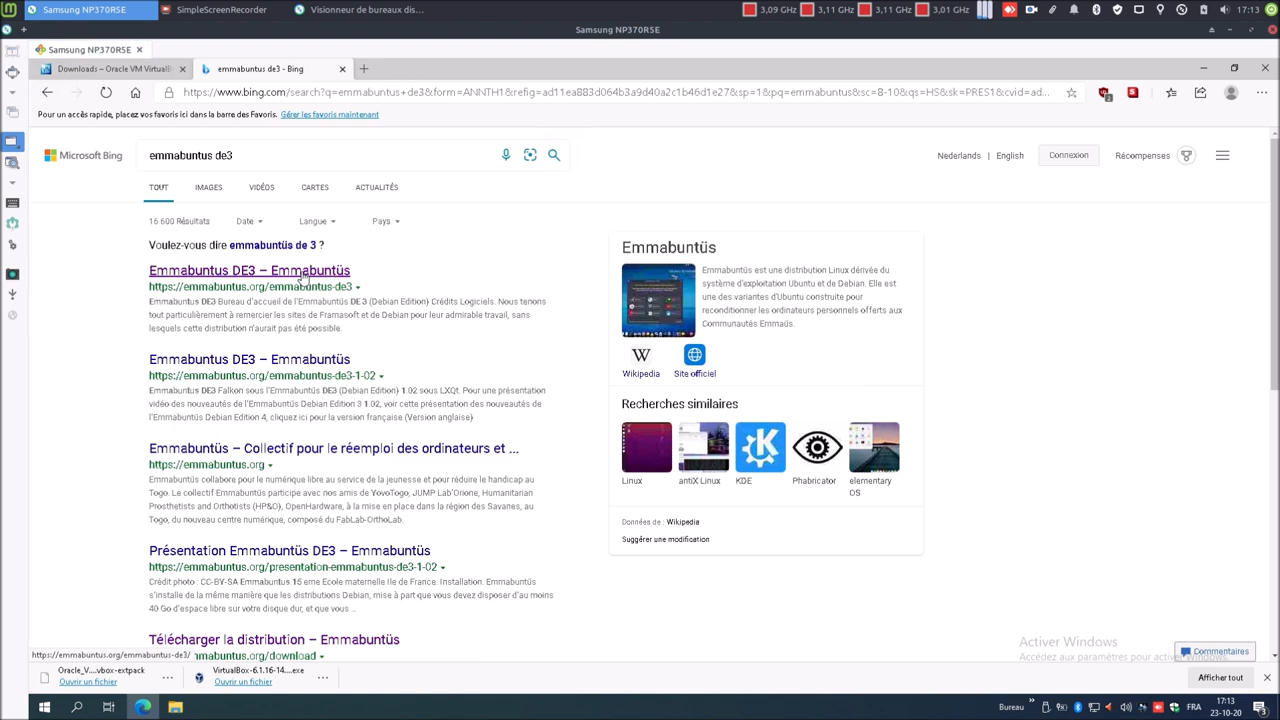 Samsung NP370R5E
SimpleScreenRecorder
Visionneur de bureaux dis...
3,09 GHz
3,11 GHz
3,11 GHz
3,01 GHz
17:13
Samsung NP370R5E
Samsung NP370R5E
Downloads – Oracle VM VirtualB
emmabuntus de3 - Bing
https://www.bing.com/search?q=emmabuntus+de3&form=ANNTH1&refig=ad11ea883d064b3a9d40a2c1b46d1e27&sp=1&pq=emmabuntus&sc=8-10&qs=HS&sk=PRES1&cvid=ad...
Pour un accès rapide, placez vos favoris ici dans la barre des Favoris. Gérer les favoris maintenant
Microsoft Bing
emmabuntus de3
Nederlands | English
Connexion
Récompenses
TOUT
IMAGES
VIDÉOS
CARTES
ACTUALITÉS
16 600 Résultats
Date
Langue
Pays
Voulez-vous dire emmabuntüs de 3 ?
Emmabuntus DE3 – Emmabuntüs
https://emmabuntus.org/emmabuntus-de3
Emmabuntus DE3 Bureau d'accueil de l'Emmabuntüs DE 3 (Debian Edition) Crédits Logiciels. Nous tenons
tout particulièrement à remercier les sites de Framasoft et de Debian pour leur admirable travail, sans
lesquels cette distribution n'aurait pas été possible.
Emmabuntus DE3 – Emmabuntüs
https://emmabuntus.org/emmabuntus-de3-1-02
Emmabuntus DE3 Falkon sous l'Emmabuntüs DE3 (Debian Edition) 1.02 sous LXQt. Pour une présentation
vidéo des nouveautés de l'Emmabuntüs Debian Edition 3 1.02, voir cette présentation des nouveautés de
l'Emmabuntüs Debian Edition 4, cliquez ici pour la version française (Version anglaise)
Emmabuntüs – Collectif pour le réemploi des ordinateurs et ...
https://emmabuntus.org
Emmabuntüs collabore pour le numérique libre au service de la jeunesse et pour réduire le handicap au
Togo. Le collectif Emmabuntüs participe avec nos amis de YovoTogo, JUMP Lab'Orione, Humanitarian
Prosthetists and Orthotists (HP&O), OpenHardware, à la mise en place dans la région des Savanes, au
Togo, du nouveau centre numérique, composé du FabLab-OrthoLab.
Présentation Emmabuntüs DE3 – Emmabuntüs
https://emmabuntus.org/presentation-emmabuntus-de3-1-02
Crédit photo : CC-BY-SA Emmabuntus 15 eme Ecole maternelle Ile de France. Installation. Emmabuntüs
s'installe de la même manière que les distributions Debian, mise à part que vous devez disposer d'au moins
40 Go d'espace libre sur votre disque dur, et que vous ...
Télécharger la distribution – Emmabuntüs
mmabuntus.org/download
https://emmabuntus.org/emmabuntus-de3/
Emmabuntüs
Emmabuntüs est une distribution Linux dérivée du
système d'exploitation Ubuntu et de Debian. Elle est
une des variantes d'Ubuntu construite pour
reconditionner les ordinateurs personnels offerts aux
Communautés Emmaüs.
Wikipedia
Site officiel
Recherches similaires
Linux
antiX Linux
KDE
Phabricator
elementary
OS
Données de : Wikipedia
Suggérer une modification
Activer Windows
Accédez aux paramètres pour activer Windows.
Commentaires
Oracle_V....vbox-extpack
Ouvrir un fichier
VirtualBox-6.1.16-14....exe
Ouvrir un fichier
Afficher tout
Bureau
FRA
17:13
23-10-20
3